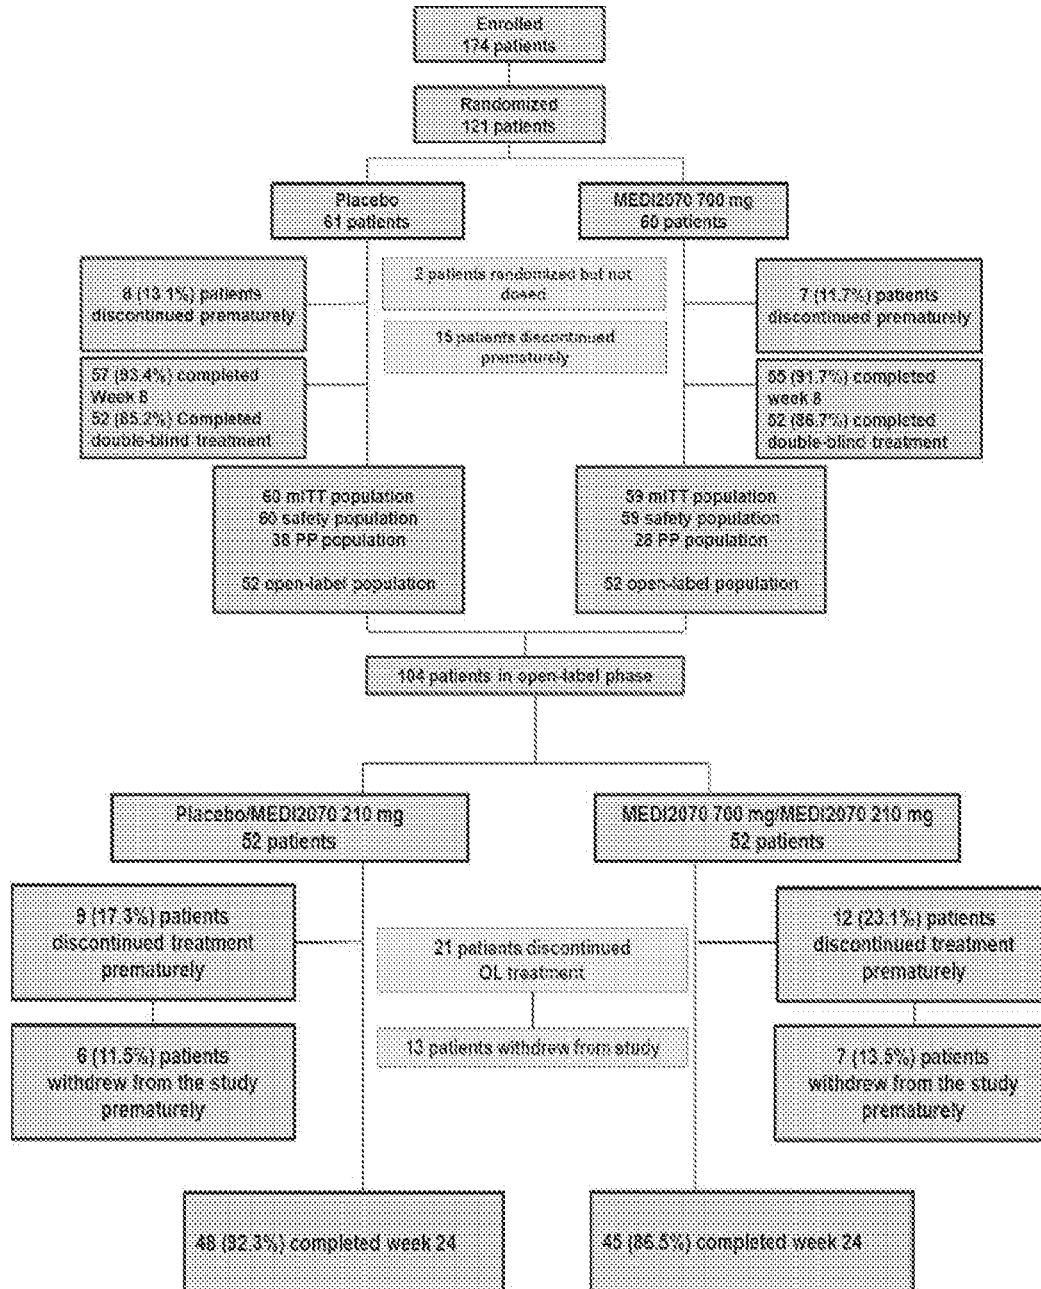 Enrolled
174 patients
Randomized
121 patients
Placebo
61 patients
MEDI2070 700 mg
60 patients
8 (13.1%) patients
discontinued prematurely
2 patients randomized but not
dosed
15 patients discontinued
prematurely
7 (11.7%) patients
discontinued prematurely
57 (93.4%) completed
Week 8
52 (85.2%) Completed
double-blind treatment
55 (91.7%) completed
week 8
52 (86.7%) completed
double-blind treatment
60 mITT population
60 safety population
38 PP population
52 open-label population
59 mITT population
59 safety population
28 PP population
52 open-label population
104 patients in open-label phase
Placebo/MEDI2070 210 mg
52 patients
MEDI2070 700 mg/MEDI2070 210 mg
52 patients
9 (17.3%) patients
discontinued treatment
prematurely
21 patients discontinued
OL treatment
12 (23.1%) patients
discontinued treatment
prematurely
6 (11.5%) patients
withdrew from the study
prematurely
13 patients withdrew from study
7 (13.5%) patients
withdrew from the study
prematurely
48 (92.3%) completed week 24
45 (86.5%) completed week 24